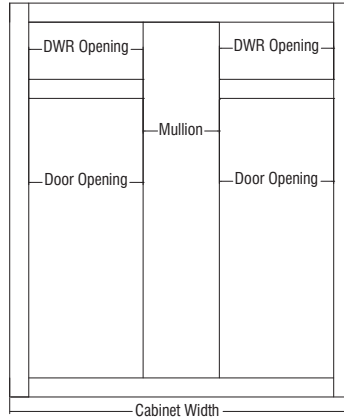 DWR Opening
DWR Opening
Mullion
Door Opening
Door Opening
Cabinet Width